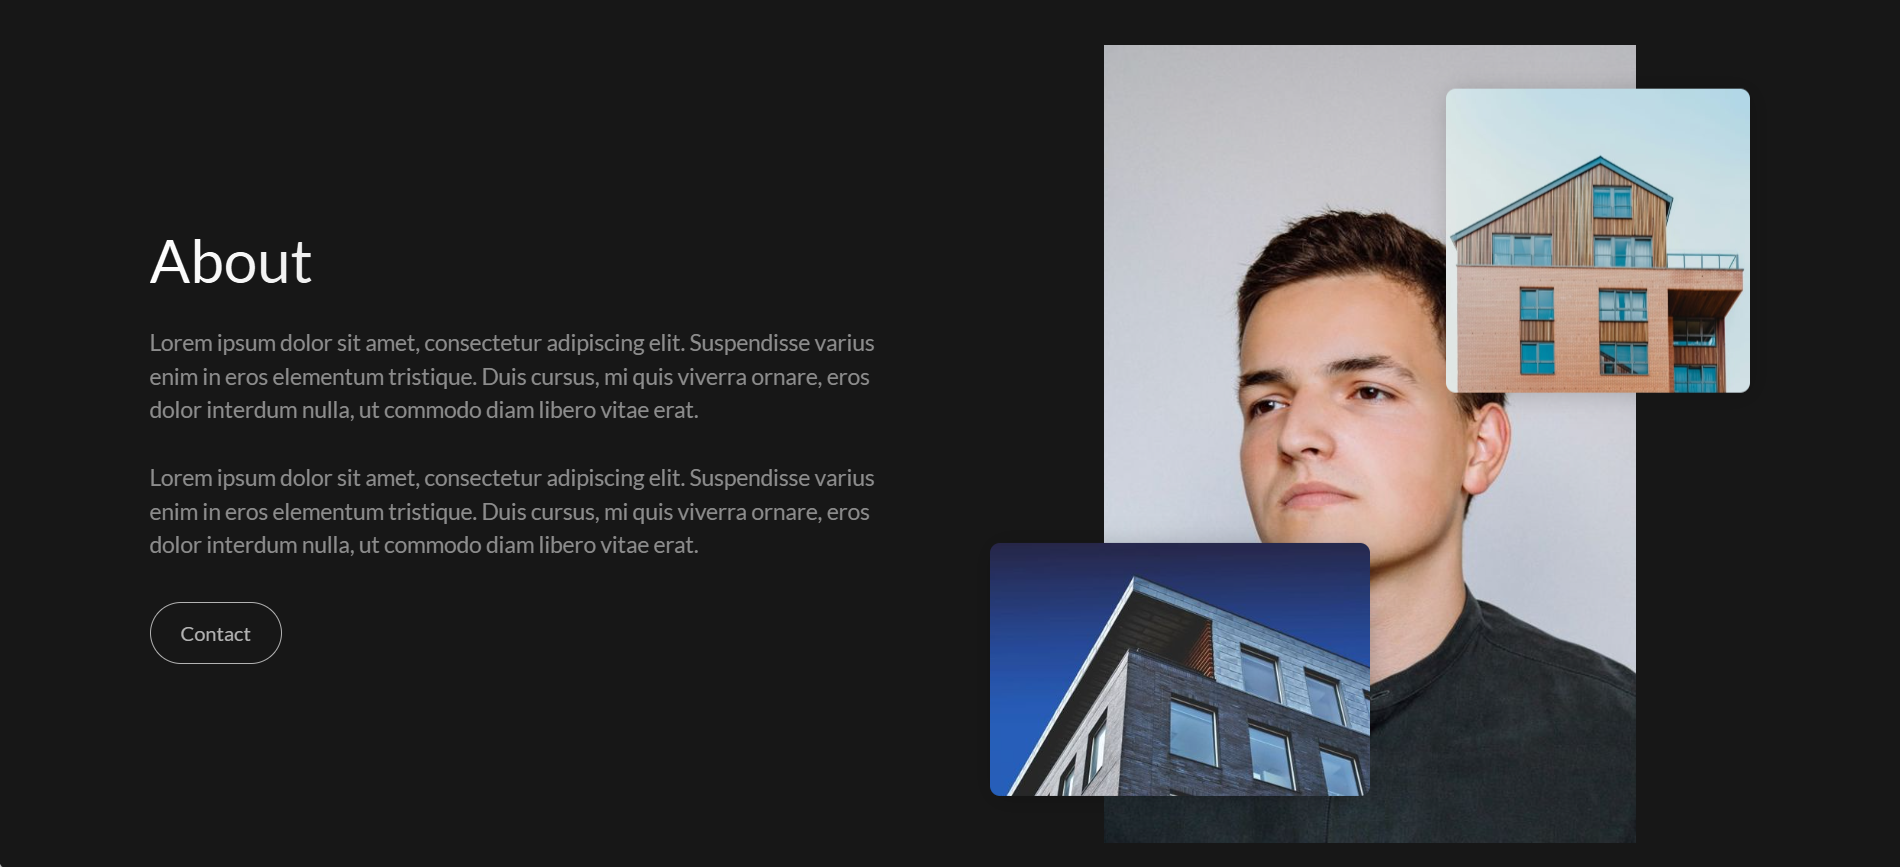 About
Lorem ipsum dolor sit amet, consectetur adipiscing elit. Suspendisse varius
enim in eros elementum tristique. Duis cursus, mi quis viverra ornare, eros
dolor interdum nulla, ut commodo diam libero vitae erat.
Lorem ipsum dolor sit amet, consectetur adipiscing elit. Suspendisse varius
enim in eros elementum tristique. Duis cursus, mi quis viverra ornare, eros
dolor interdum nulla, ut commodo diam libero vitae erat.
Contact